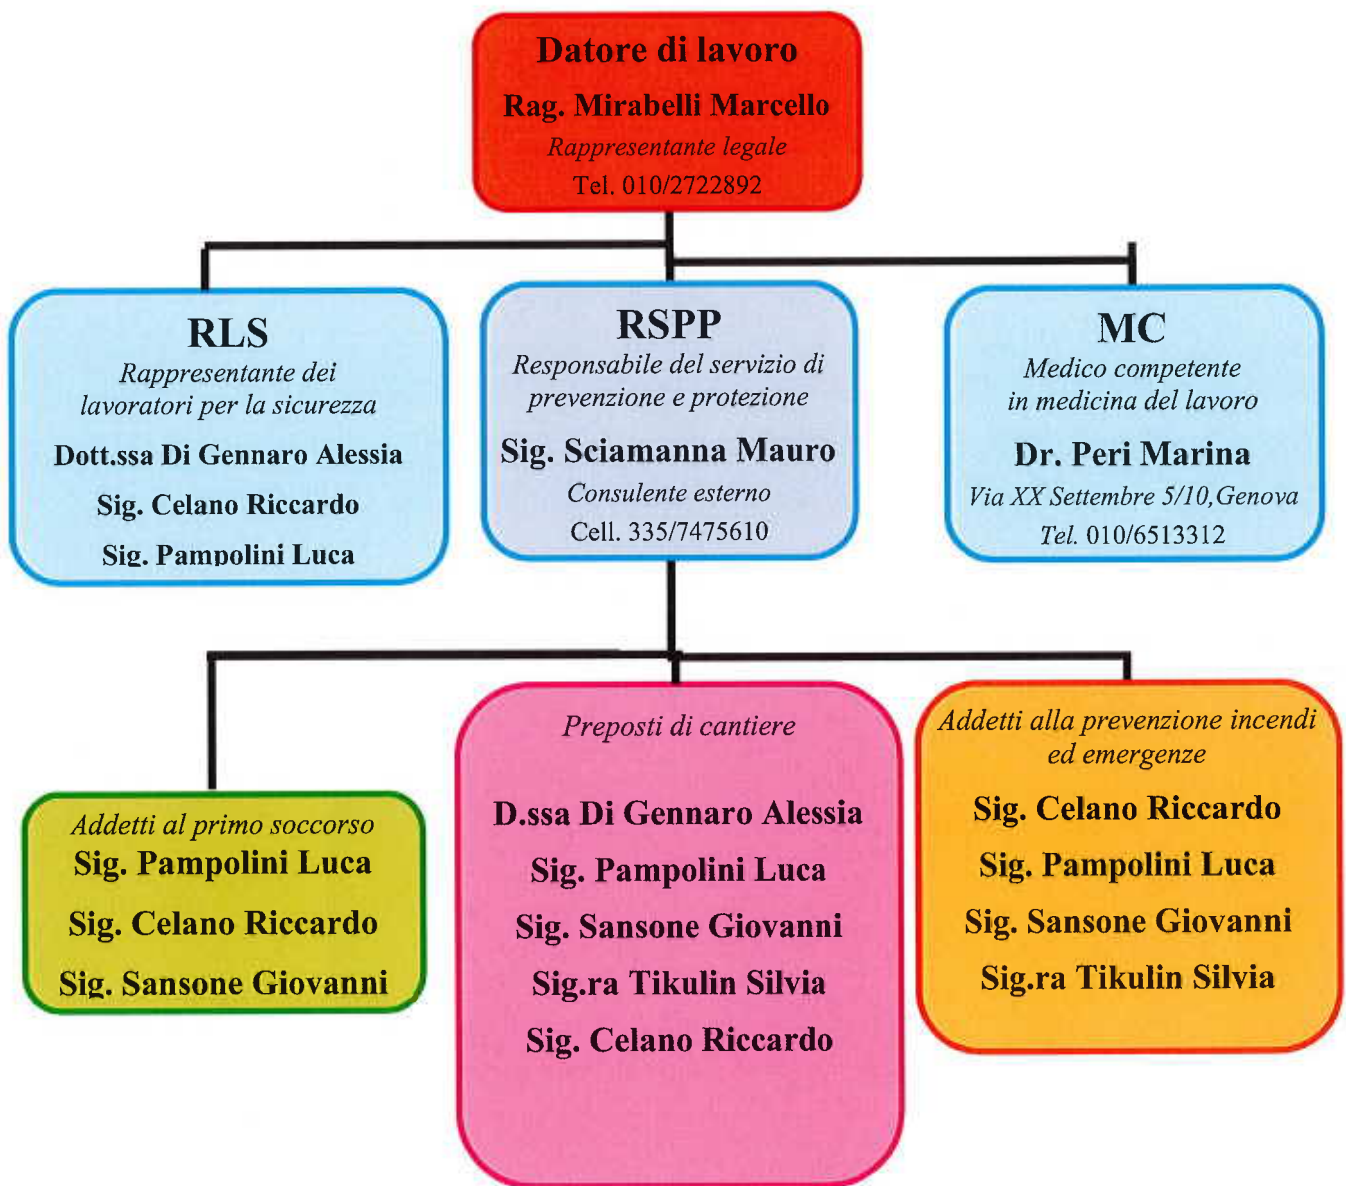 Datore di lavoro
Rag. Mirabelli Marcello
Rappresentante legale
Tel. 010/2722892
RLS
Rappresentante dei
lavoratori per la sicurezza
Dott.ssa Di Gennaro Alessia
Sig. Celano Riccardo
Sig. Pampolini Luca
RSPP
Responsabile del servizio di
prevenzione e protezione
Sig. Sciamanna Mauro
Consulente esterno
Cell. 335/7475610
MC
Medico competente
in medicina del lavoro
Dr. Peri Marina
Via XX Settembre 5/10,Genova
Tel. 010/6513312
Addetti al primo soccorso
Sig. Pampolini Luca
Sig. Celano Riccardo
Sig. Sansone Giovanni
Preposti di cantiere
D.ssa Di Gennaro Alessia
Sig. Pampolini Luca
Sig. Sansone Giovanni
Sig.ra Tikulin Silvia
Sig. Celano Riccardo
Addetti alla prevenzione incendi
ed emergenze
Sig. Celano Riccardo
Sig. Pampolini Luca
Sig. Sansone Giovanni
Sig.ra Tikulin Silvia